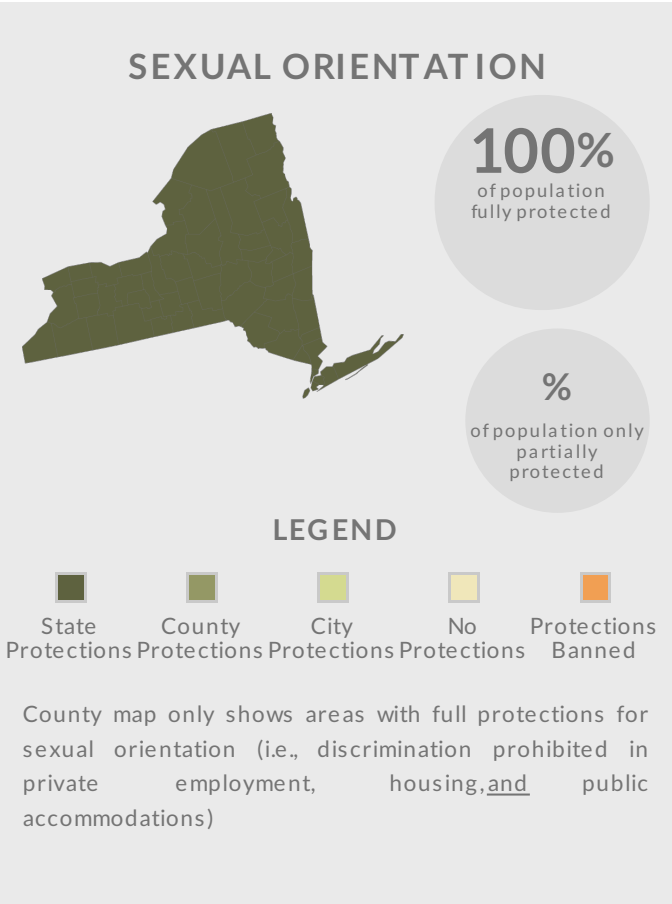 SEXUAL ORIENTATION
100%
of population
fully protected
%
of population only
partially
protected
LEGEND
State Protections
County Protections
City Protections
No Protections
Protections Banned
County map only shows areas with full protections for
sexual orientation (i.e., discrimination prohibited in
private employment, housing,and public
accommodations)